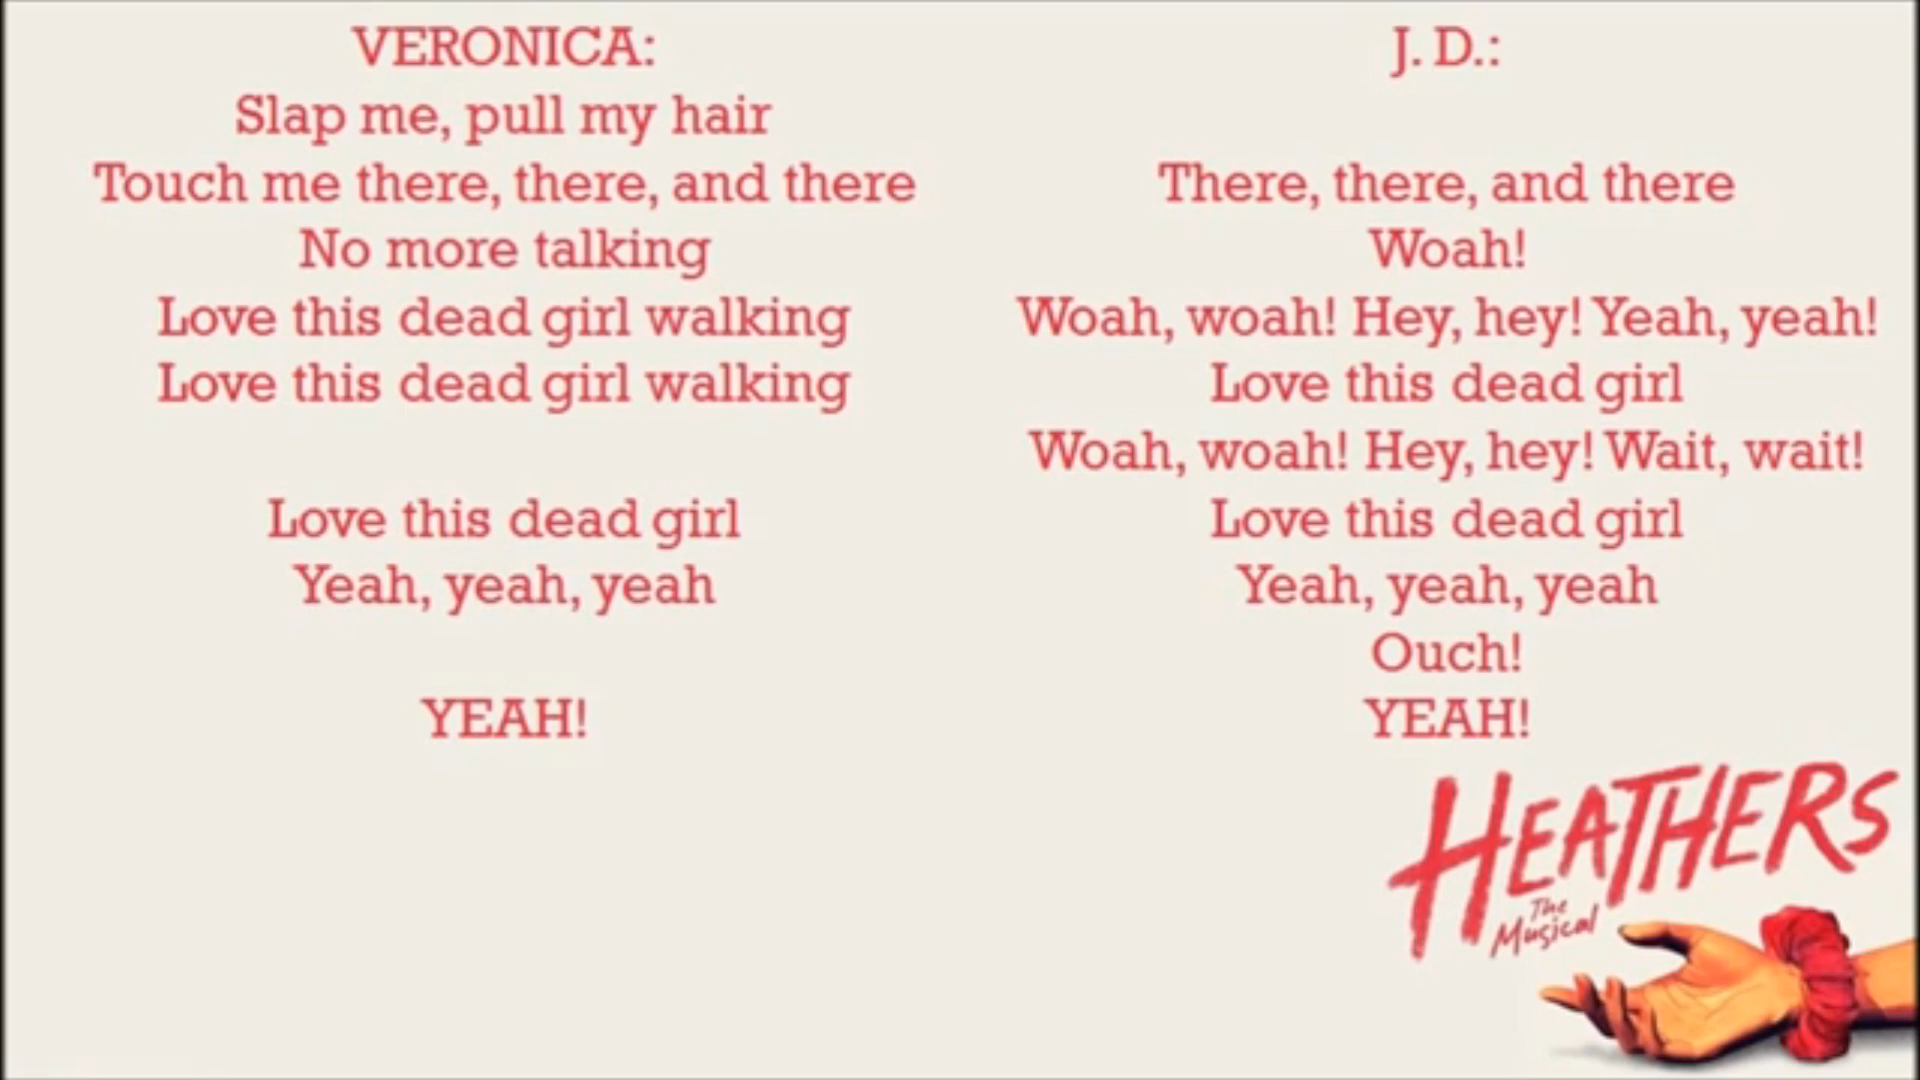 VERONICA:
Slap me, pull my hair
Touch me there, there, and there
No more talking
Love this dead girl walking
Love this dead girl walking
Love this dead girl
Yeah, yeah, yeah
YEAH!
J. D.:
There, there, and there
Woah!
Woah, woah! Hey, hey! Yeah, yeah!
Love this dead girl
Woah, woah! Hey, hey! Wait, wait!
Love this dead girl
Yeah, yeah, yeah
Ouch!
YEAH!
HEATHERS
The
Musical